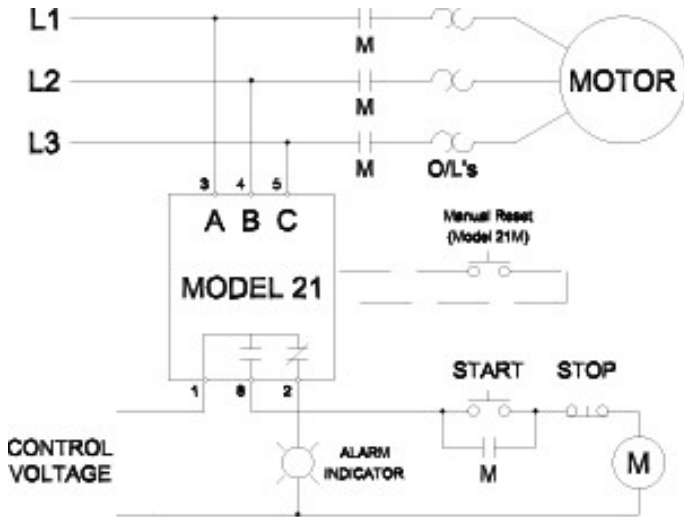 L1
M
L2
MOTOR
M
L3
M
O/L's
3 4 5
A B C
Manual Reset
(Model 21M)
MODEL 21
1 8 2
START
STOP
CONTROL
VOLTAGE
ALARM
INDICATOR
M
M